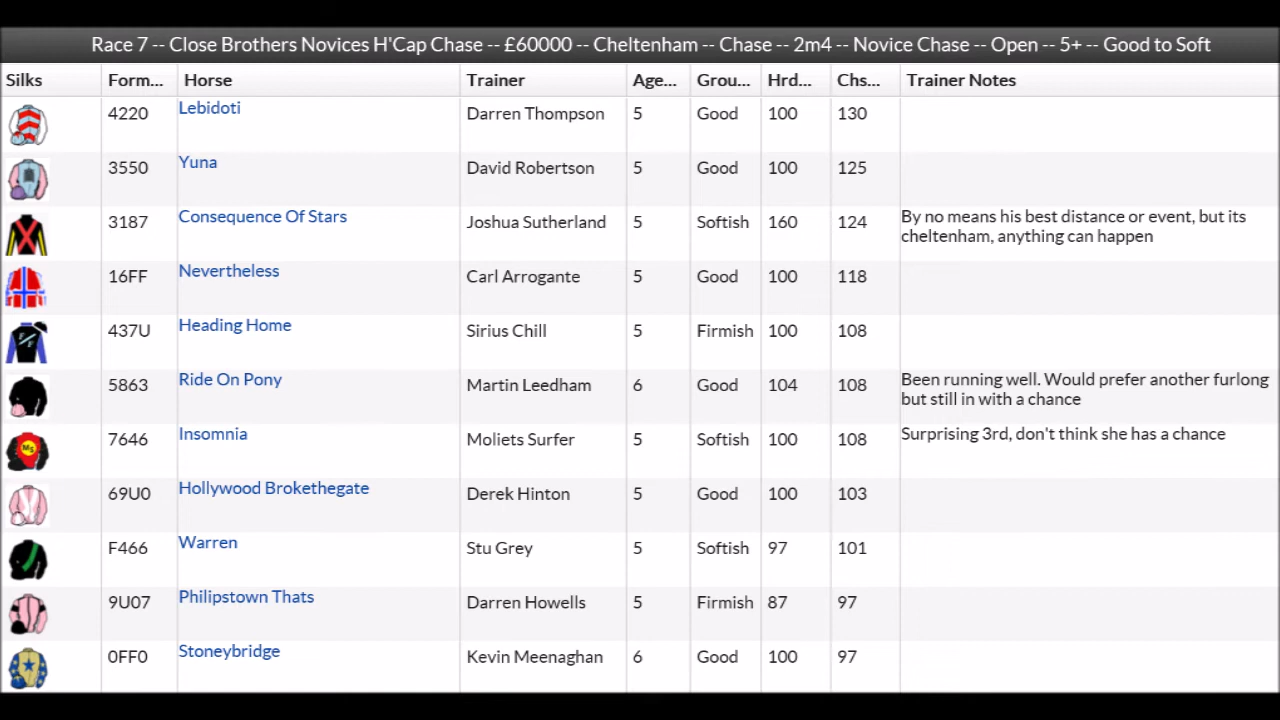 Race 7 -- Close Brothers Novices H'Cap Chase -- £60000 -- Cheltenham -- Chase -- 2m4 -- Novice Chase -- Open -- 5+ -- Good to Soft
Silks Form... Horse Trainer Age... Grou... Hrd... Chs... Trainer Notes
4220 Lebidoti Darren Thompson 5 Good 100 130
3550 Yuna David Robertson 5 Good 100 125
3187 Consequence Of Stars Joshua Sutherland 5 Softish 160 124 By no means his best distance or event, but its
cheltenham, anything can happen
16FF Nevertheless Carl Arrogante 5 Good 100 118
437U Heading Home Sirius Chill 5 Firmish 100 108
5863 Ride On Pony Martin Leedham 6 Good 104 108 Been running well. Would prefer another furlong
but still in with a chance
7646 Insomnia Moliets Surfer 5 Softish 100 108 Surprising 3rd, don't think she has a chance
69U0 Hollywood Brokethegate Derek Hinton 5 Good 100 103
F466 Warren Stu Grey 5 Softish 97 101
9U07 Philipstown Thats Darren Howells 5 Firmish 87 97
0FF0 Stoneybridge Kevin Meenaghan 6 Good 100 97